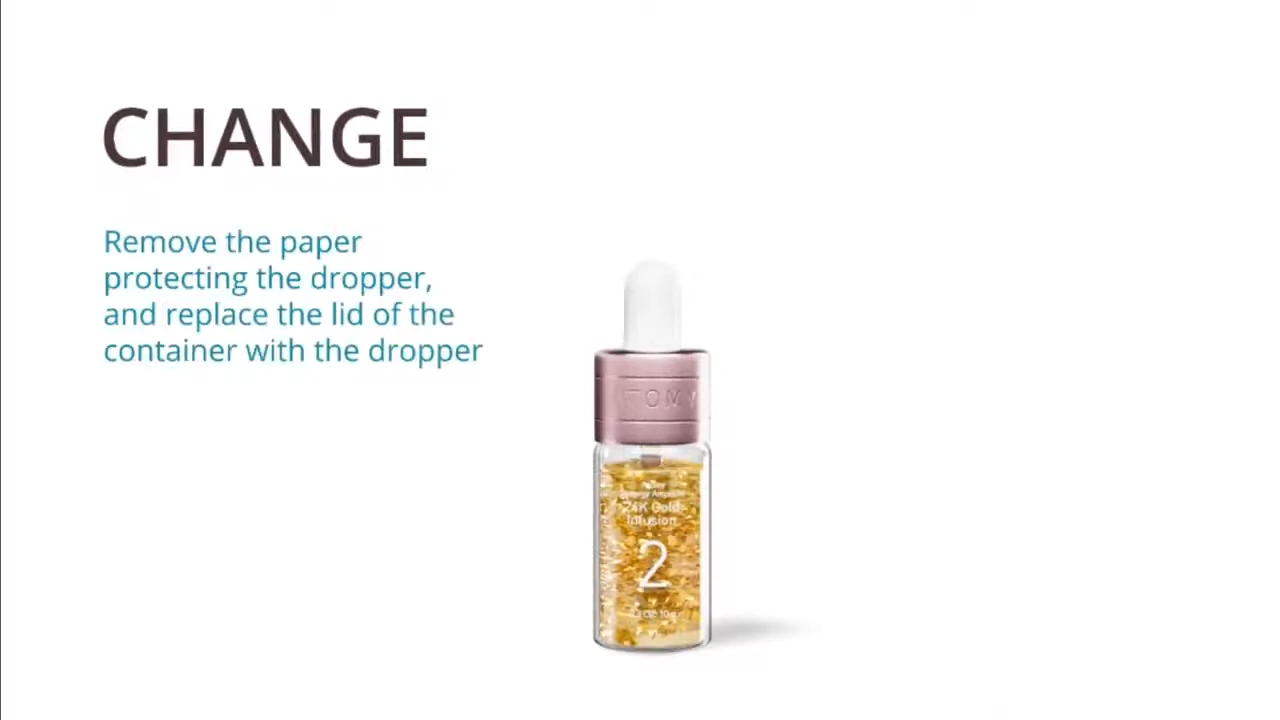 CHANGE
Remove the paper
protecting the dropper,
and replace the lid of the
container with the dropper
TOMY
24K Gold
Infusion
2